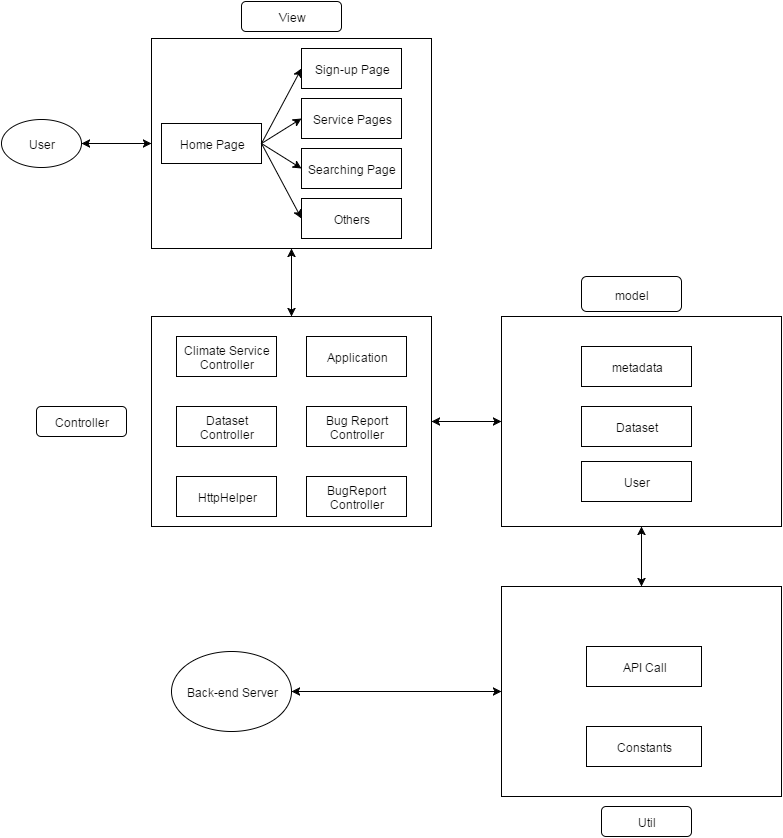 View
Sign-up Page
Service Pages
User
Home Page
Searching Page
Others
model
Climate Service
Controller
Application
metadata
Controller
Dataset
Controller
Bug Report
Controller
Dataset
HttpHelper
BugReport
Controller
User
API Call
Back-end Server
Constants
Util